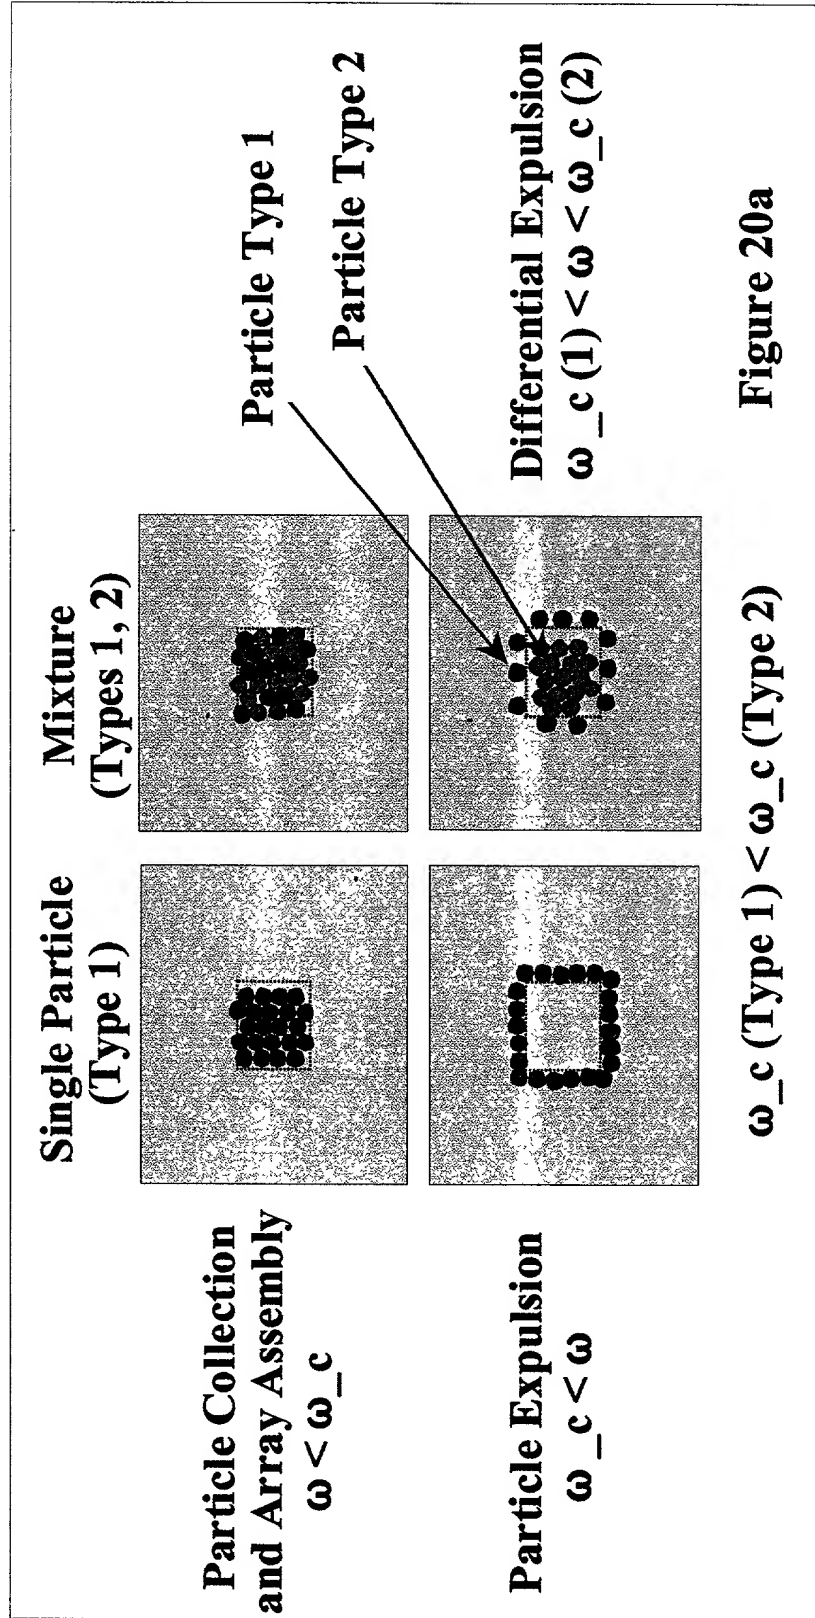 Single Particle
(Type 1)
Mixture
(Types 1, 2)
Particle Collection
and Array Assembly
ω < ω_c
Particle Type 1
Particle Type 2
Particle Expulsion
ω_c < ω
Differential Expulsion
ω_c (1) < ω < ω_c (2)
ω_c (Type 1) < ω_c (Type 2)
Figure 20a